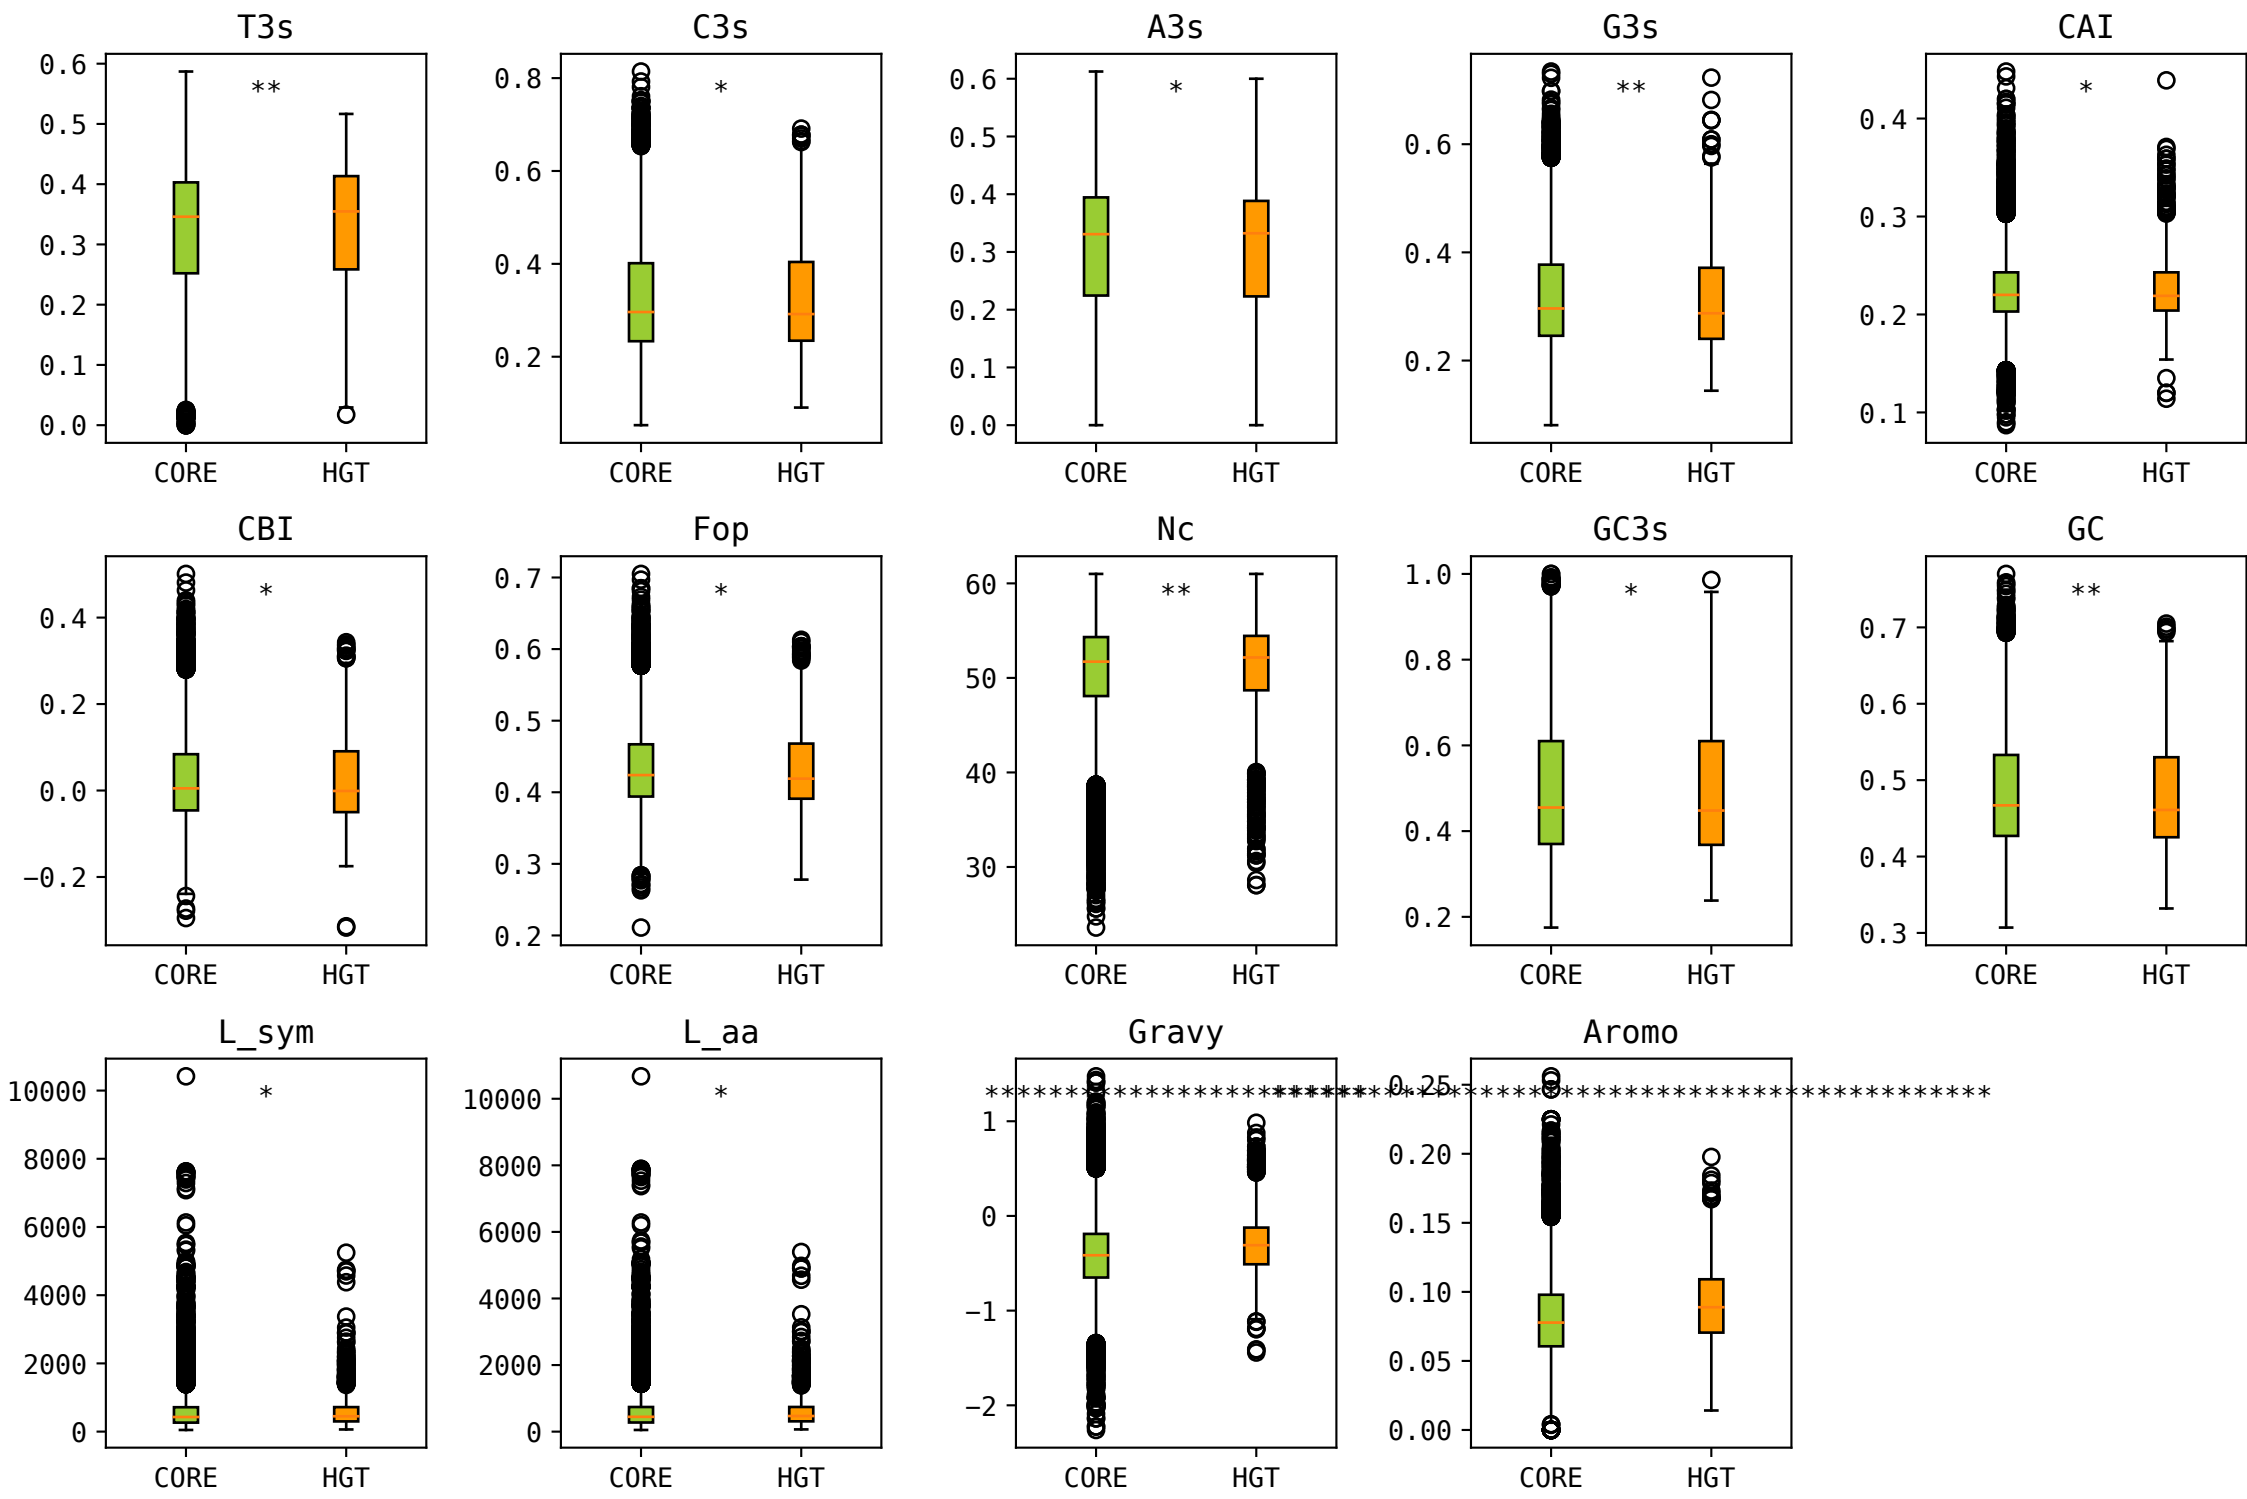 T3s
C3s
A3s
G3s
CAI
0.6
0.5
0.4
0.3
0.2
0.1
0.0
**
CORE
HGT
0.8
0.6
0.4
0.2
*
CORE
HGT
0.6
0.5
0.4
0.3
0.2
0.1
0.0
*
CORE
HGT
0.6
0.4
0.2
**
CORE
HGT
0.4
0.3
0.2
0.1
*
CORE
HGT
CBI
Fop
Nc
GC3s
GC
0.4
0.2
0.0
−0.2
*
CORE
HGT
0.7
0.6
0.5
0.4
0.3
0.2
*
CORE
HGT
60
50
40
30
**
CORE
HGT
1.0
0.8
0.6
0.4
0.2
*
CORE
HGT
0.7
0.6
0.5
0.4
0.3
**
CORE
HGT
L_sym
L_aa
Gravy
Aromo
10000
8000
6000
4000
2000
0
*
CORE
HGT
10000
8000
6000
4000
2000
0
*
CORE
HGT
1
0
−1
−2
CORE
HGT
0.25
0.20
0.15
0.10
0.05
0.00
CORE
HGT